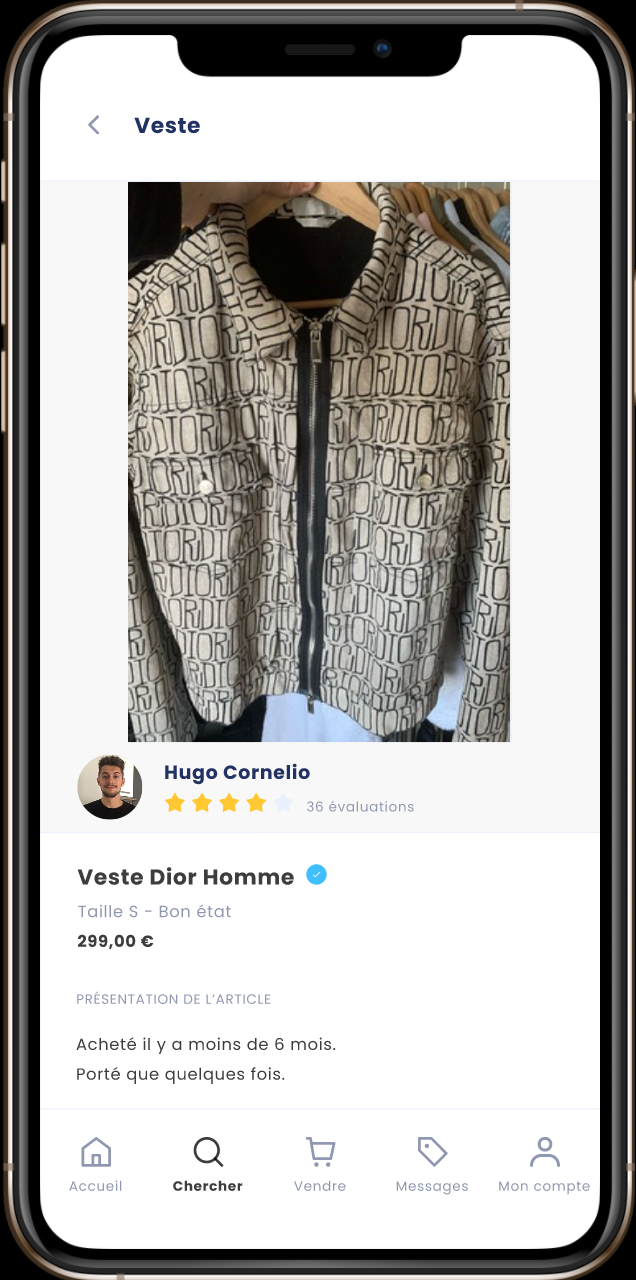 Veste
DIOR
Hugo Cornelio
36 évaluations
Veste Dior Homme
Taille S - Bon état
299,00 €
PRÉSENTATION DE L'ARTICLE
Acheté il y a moins de 6 mois.
Porté que quelques fois.
Accueil
Chercher
Vendre
Messages
Mon compte